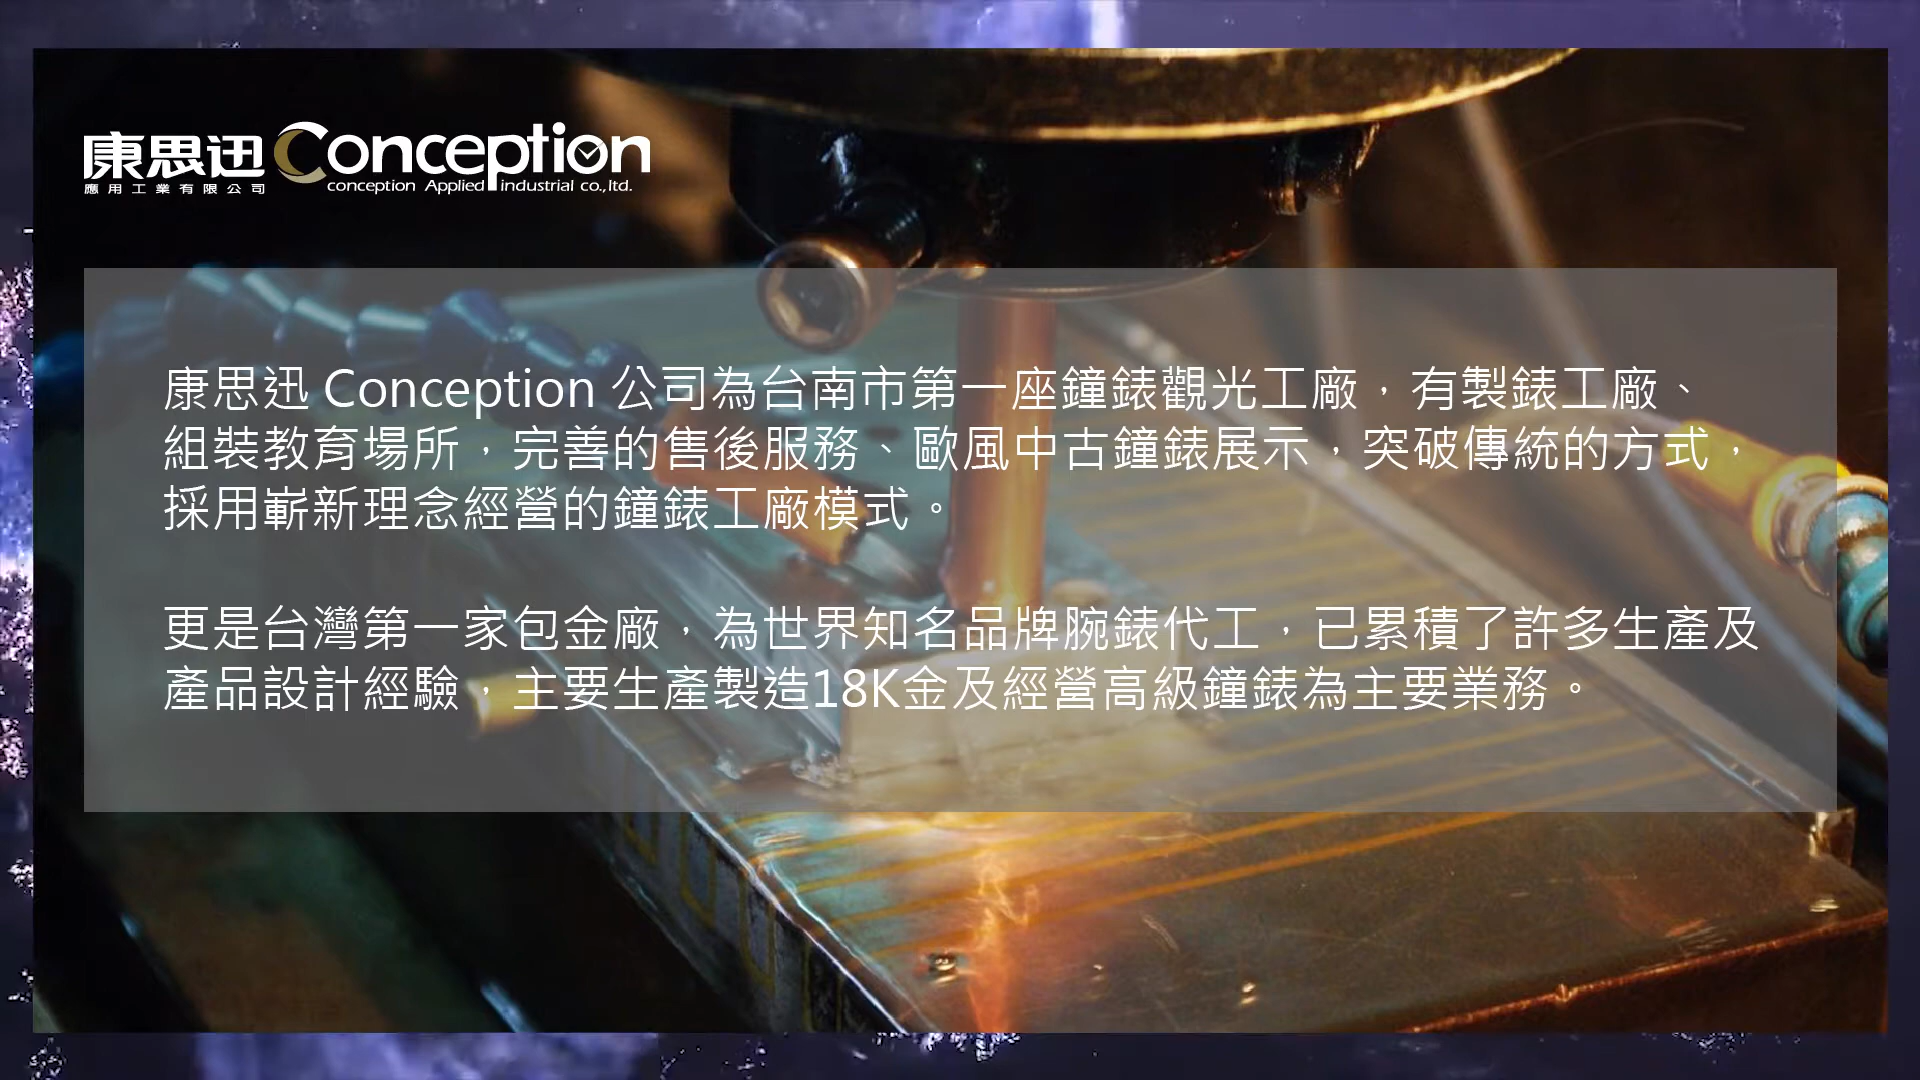 康思迅 Conception
應用工業有限公司 conception Applied industrial co.,ltd.
康思迅 Conception 公司為台南市第一座鐘錶觀光工廠，有製錶工廠、
組裝教育場所，完善的售後服務、歐風中古鐘錶展示，突破傳統的方式，
採用嶄新理念經營的鐘錶工廠模式。
更是台灣第一家包金廠，為世界知名品牌腕錶代工，已累積了許多生產及
產品設計經驗，主要生產製造18K金及經營高級鐘錶為主要業務。